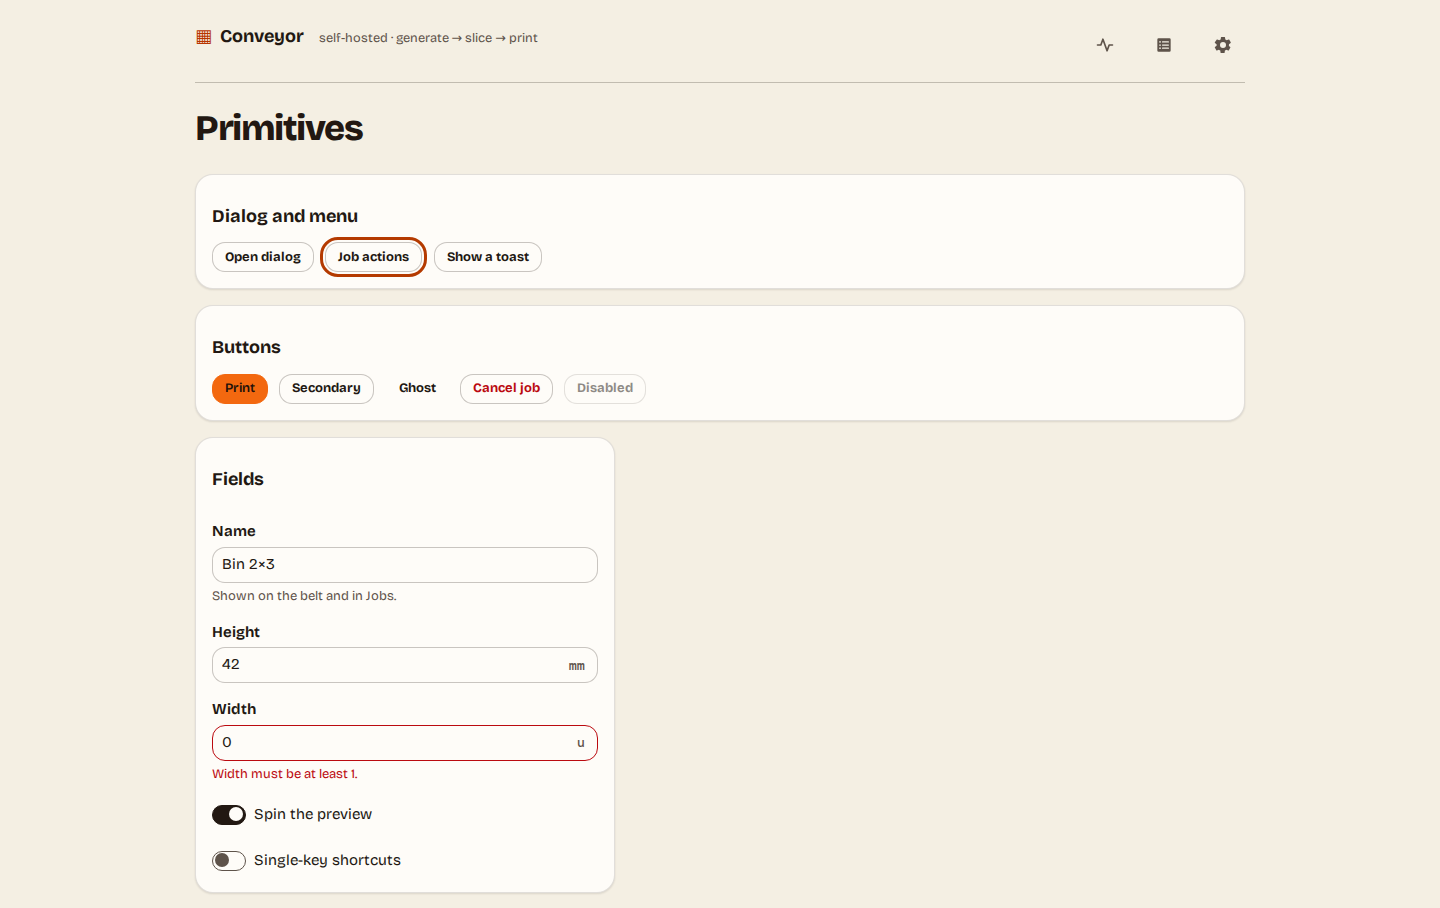 Conveyor self-hosted · generate → slice → print
Primitives
Dialog and menu
Open dialog Job actions Show a toast
Buttons
Print Secondary Ghost Cancel job Disabled
Fields
Name
Bin 2×3
Shown on the belt and in Jobs.
Height
42 mm
Width
0 u
Width must be at least 1.
Spin the preview
Single-key shortcuts